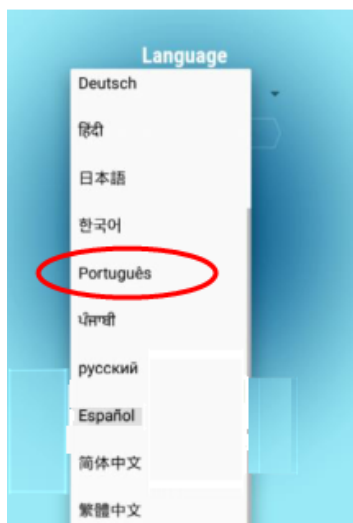 Language
Deutsch
हिंदी
日本語
한국어
Português
ਪੰਜਾਬੀ
русский
Español
简体中文
繁體中文